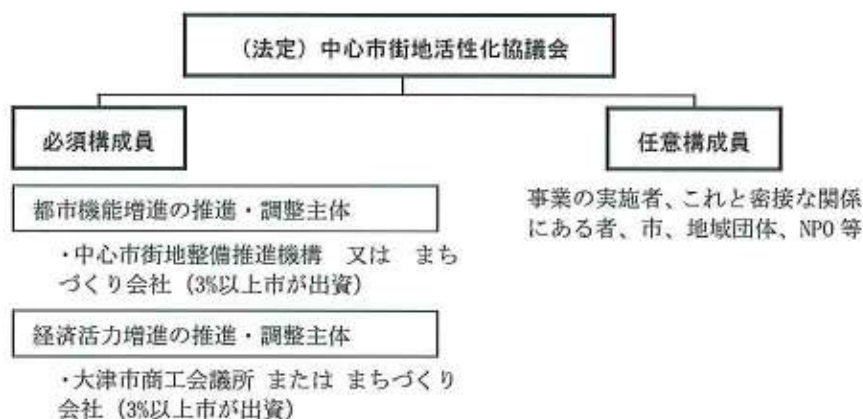 （法定）中心市街地活性化協議会
必須構成員
任意構成員
都市機能増進の推進・調整主体
・中心市街地整備推進機構　又は　まち
づくり会社（3%以上市が出資）
経済活力増進の推進・調整主体
・大津市商工会議所 または まちづくり
会社（3%以上市が出資）
事業の実施者、これと密接な関係
にある者、市、地域団体、NPO 等